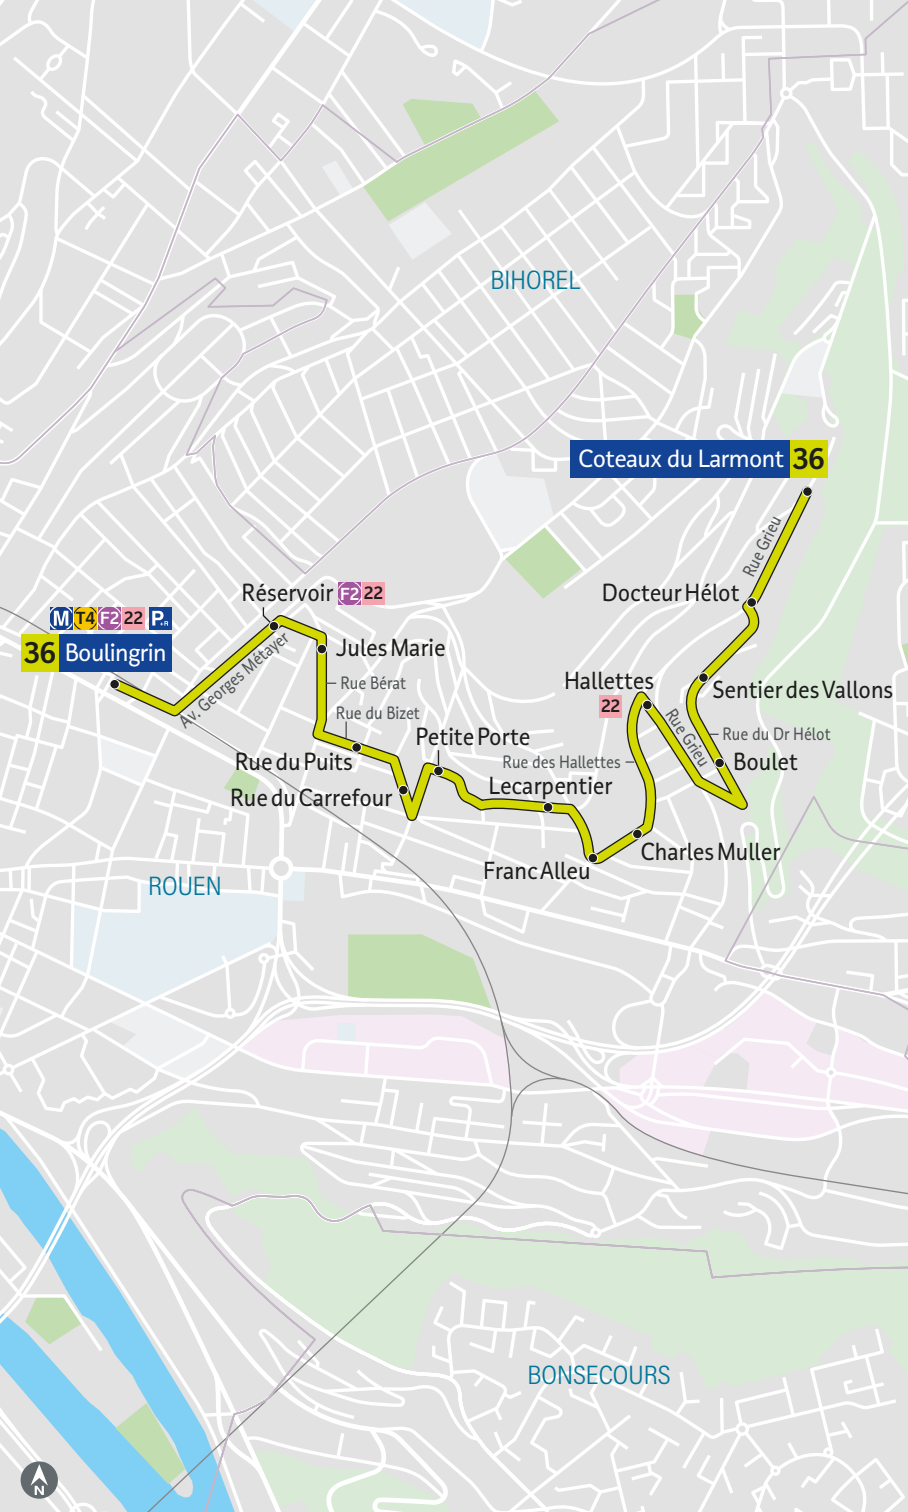 BIHOREL
Coteaux du Larmont 36
Rue Grieu
Docteur Hélot
Réservoir F2 22
M T4 F2 22 P+R
36 Boulingrin
Av. Georges Métayer
Jules Marie
Rue Bérat
Rue du Bizet
Hallettes
22
Sentier des Vallons
Rue Grieu
Rue du Dr Hélot
Petite Porte
Rue du Puits
Rue des Hallettes
Boulet
Lecarpentier
Rue du Carrefour
Charles Muller
Franc Alleu
ROUEN
BONSECOURS
N